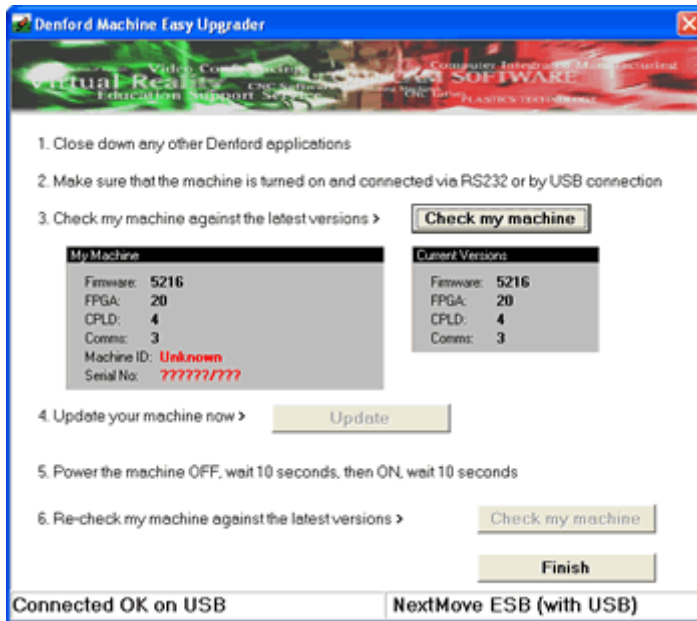 Denford Machine Easy Upgrader
Video Conferencing
Computer Integrated Manufacturing
Virtual Reality
CAM SOFTWARE
Education Support Service
CNC Software
PLASTICS TECHNOLOGY
1. Close down any other Denford applications
2. Make sure that the machine is turned on and connected via RS232 or by USB connection
3. Check my machine against the latest versions > Check my machine
My Machine
Firmware: 5216
FPGA: 20
CPLD: 4
Comms: 3
Machine ID: Unknown
Serial No: ??????/???
Current Versions
Firmware: 5216
FPGA: 20
CPLD: 4
Comms: 3
4. Update your machine now > Update
5. Power the machine OFF, wait 10 seconds, then ON, wait 10 seconds
6. Re-check my machine against the latest versions > Check my machine
Finish
Connected OK on USB
NextMove ESB (with USB)